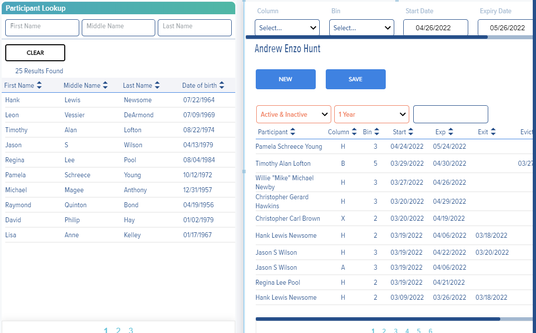 Participant Lookup
First Name Middle Name Last Name
CLEAR
25 Results Found
First Name Middle Name Last Name Date of birth
Hank Lewis Newsome 07/22/1964
Leon Vessier DeArmond 07/09/1969
Timothy Alan Lofton 08/22/1974
Jason S Wilson 04/13/1979
Regina Lee Pool 08/04/1984
Pamela Schreece Young 10/12/1972
Michael Magee Anthony 12/31/1957
Raymond Quinton Bond 04/19/1956
David Philip Hay 01/02/1979
Lisa Anne Kelley 01/17/1967
1 2 3
Column Bin Start Date Expiry Date
Select... Select... 04/26/2022 05/26/2022
Andrew Enzo Hunt
NEW SAVE
Active & Inactive 1 Year
Participant Column Bin Start Exp Exit Evict
Pamela Schreece Young H 3 04/24/2022 05/24/2022
Timothy Alan Lofton B 5 03/29/2022 04/30/2022 03/27
Willie "Mike" Michael
Newby H 3 03/27/2022 04/26/2022
Christopher Gerard
Hawkins H 3 03/20/2022 04/29/2022
Christopher Carl Brown X 2 03/20/2022 04/19/2022
Hank Lewis Newsome H 2 03/19/2022 04/06/2022 03/18/2022
Jason S Wilson H 3 03/19/2022 04/22/2022 03/20/2022
Jason S Wilson A 3 03/19/2022 04/06/2022
Regina Lee Pool H 2 03/19/2022 04/21/2022
Hank Lewis Newsome H 2 03/09/2022 03/26/2022 03/18/2022
1 2 3 4 5 6